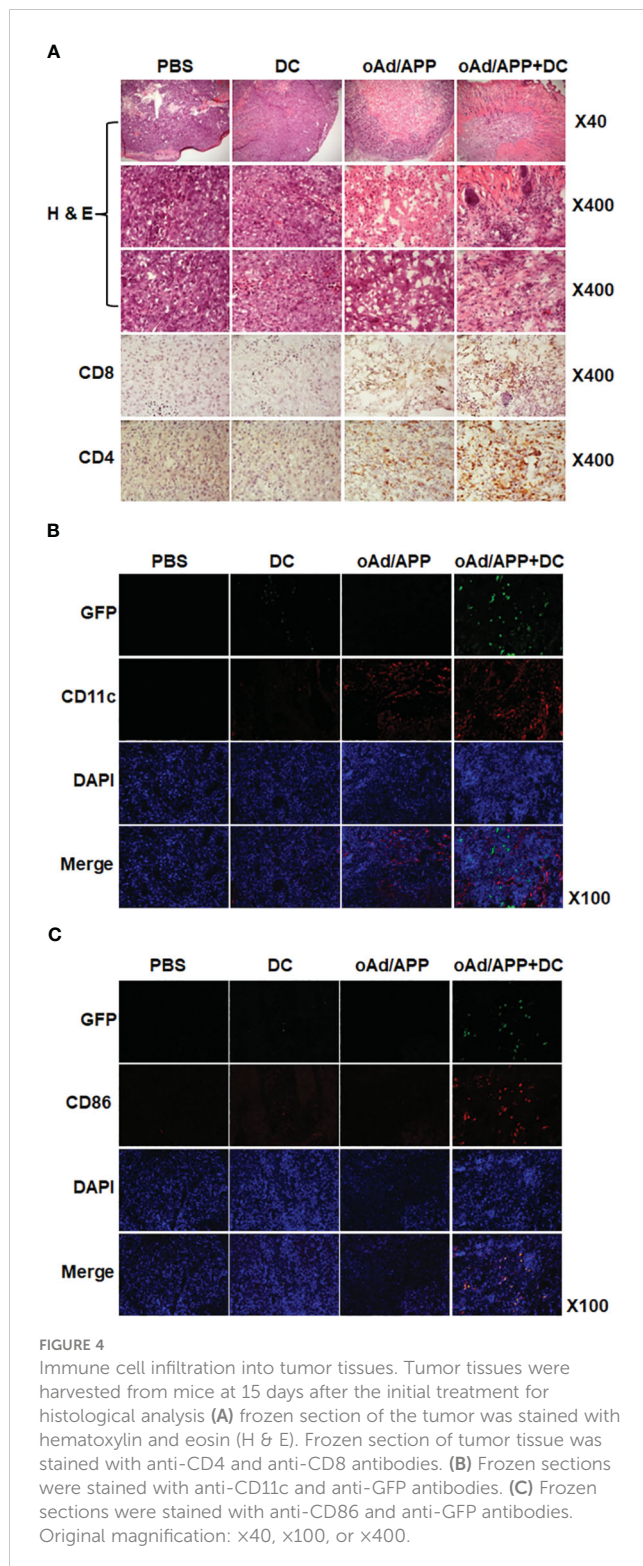 A
PBS DC oAd/APP oAd/APP+DC
X40
H & E
X400
X400
CD8
X400
CD4
X400
B
PBS DC oAd/APP oAd/APP+DC
GFP
CD11c
DAPI
Merge
X100
C
PBS DC oAd/APP oAd/APP+DC
GFP
CD86
DAPI
Merge
X100
FIGURE 4
Immune cell infiltration into tumor tissues. Tumor tissues were
harvested from mice at 15 days after the initial treatment for
histological analysis (A) frozen section of the tumor was stained with
hematoxylin and eosin (H & E). Frozen section of tumor tissue was
stained with anti-CD4 and anti-CD8 antibodies. (B) Frozen sections
were stained with anti-CD11c and anti-GFP antibodies. (C) Frozen
sections were stained with anti-CD86 and anti-GFP antibodies.
Original magnification: ×40, ×100, or ×400.